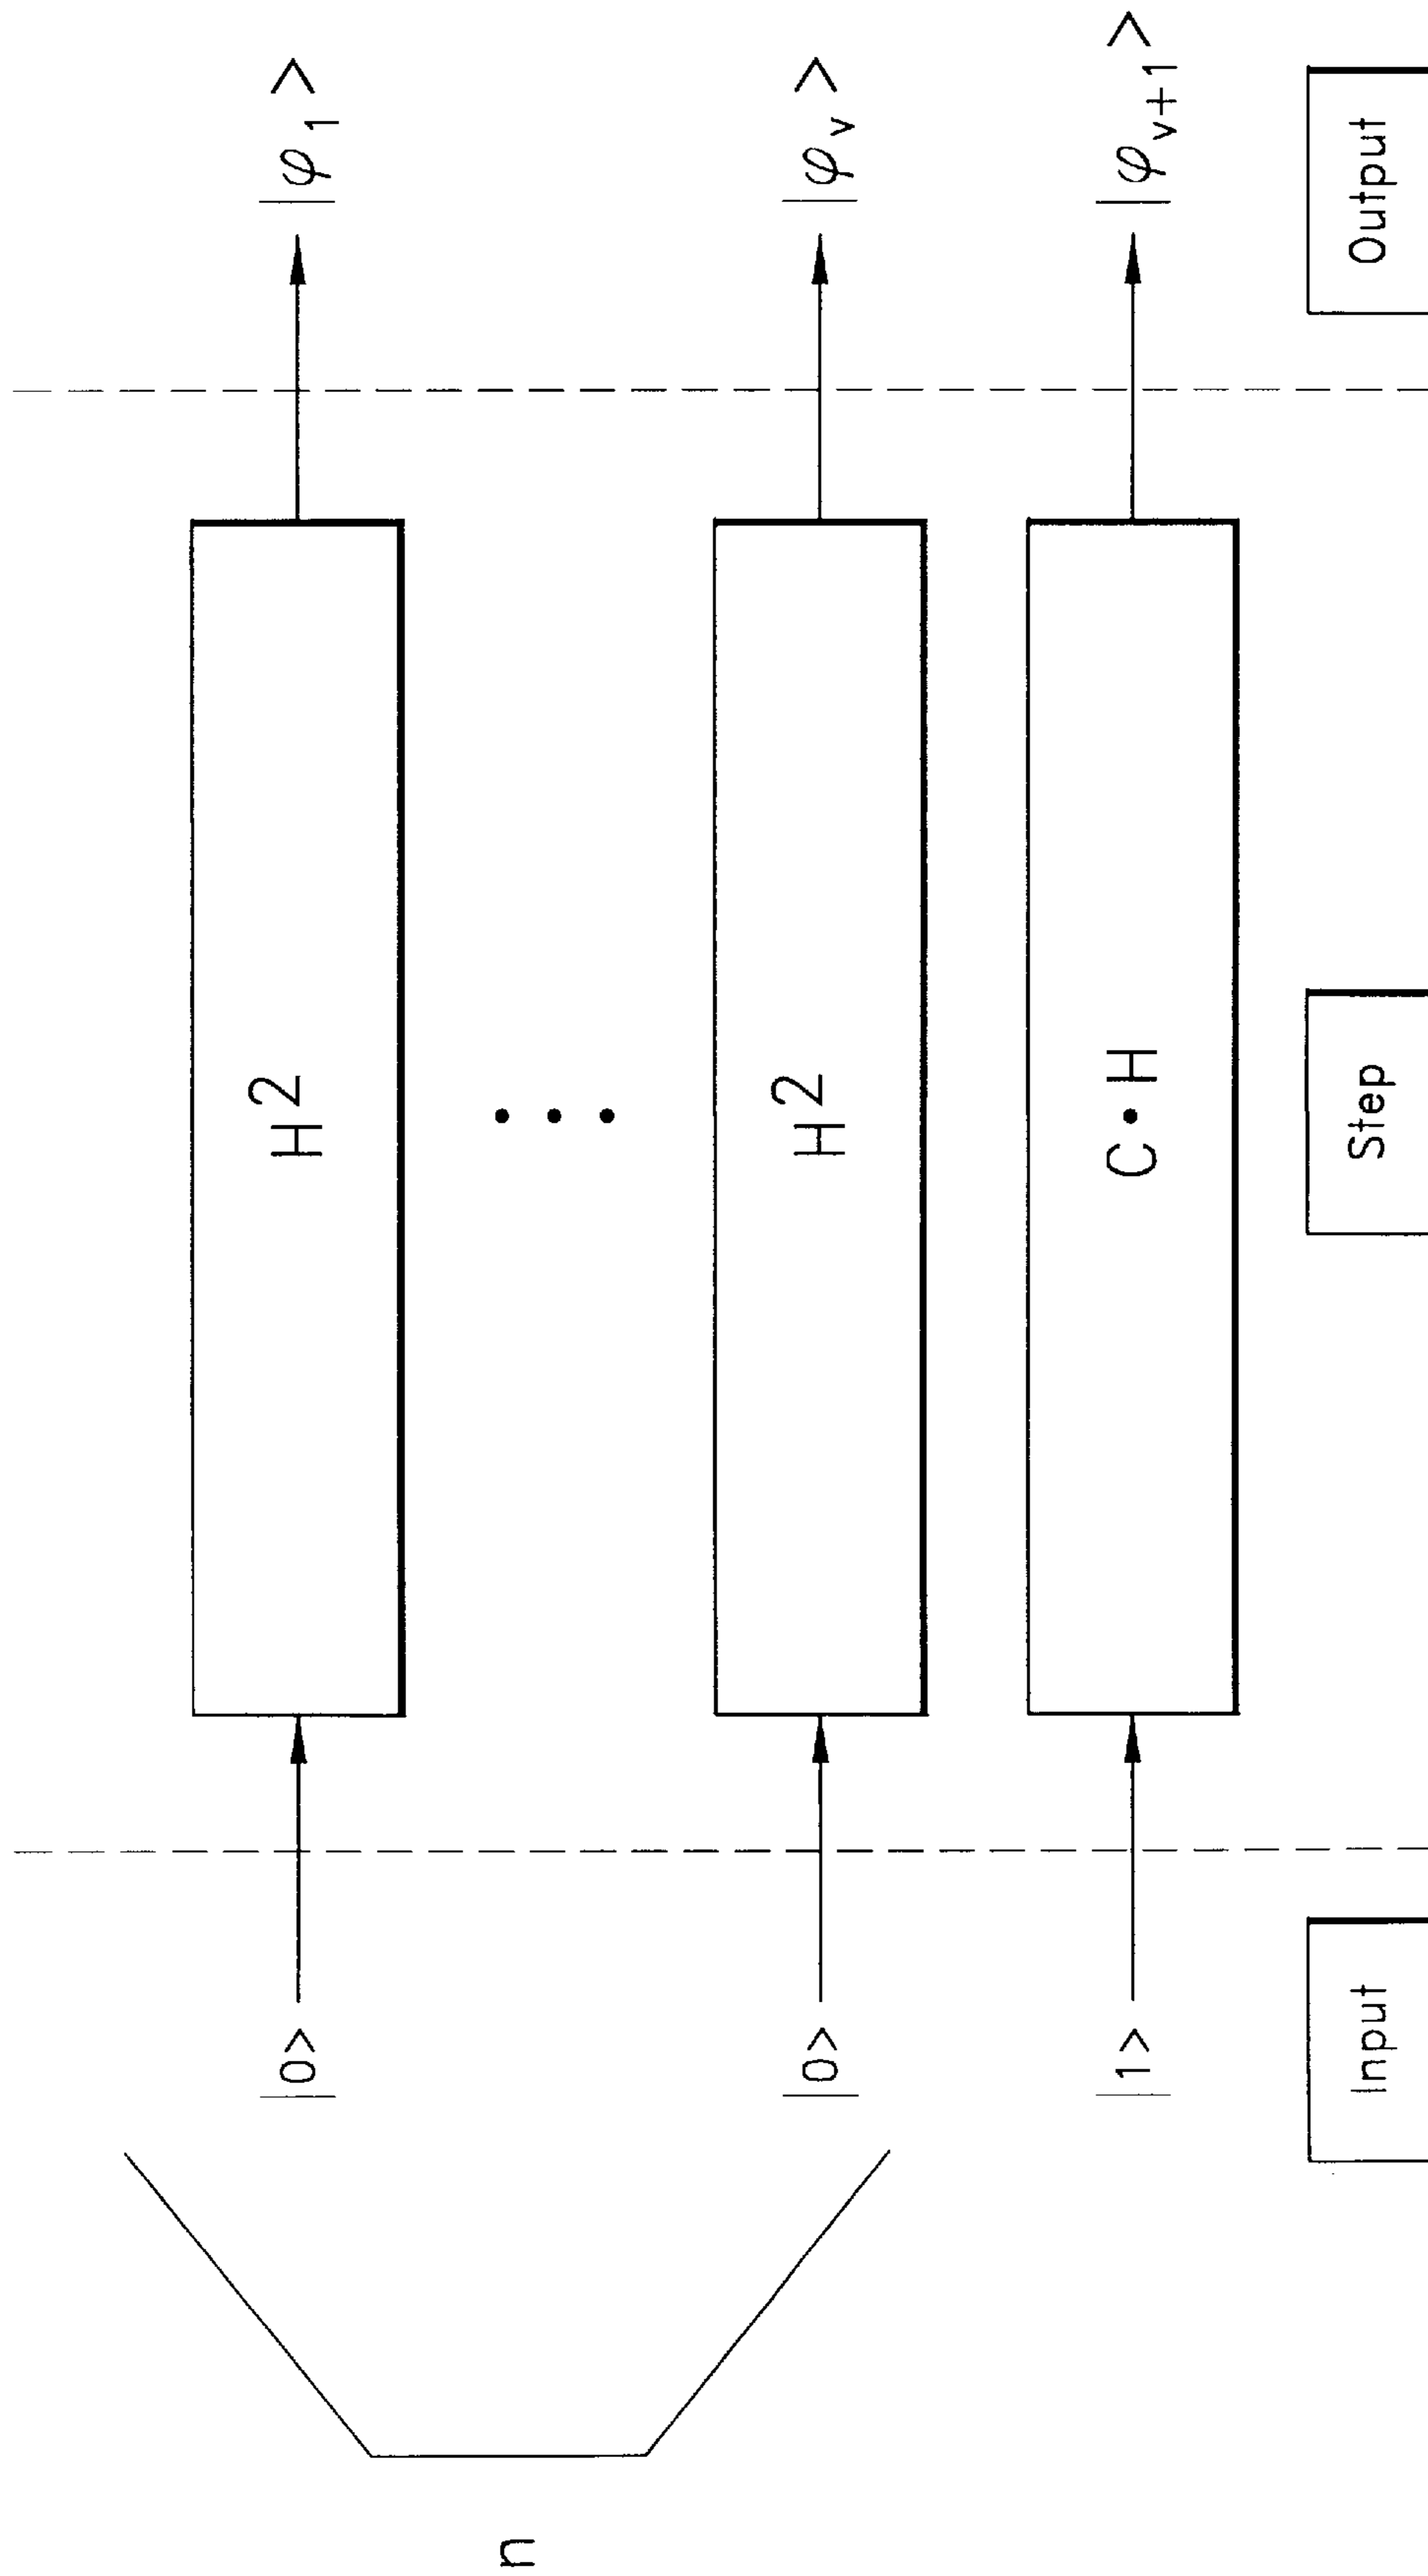 |0> H² |φ₁>
n • • •
|0> H² |φᵥ>
|1> C•H |φᵥ₊₁>
Input Step Output